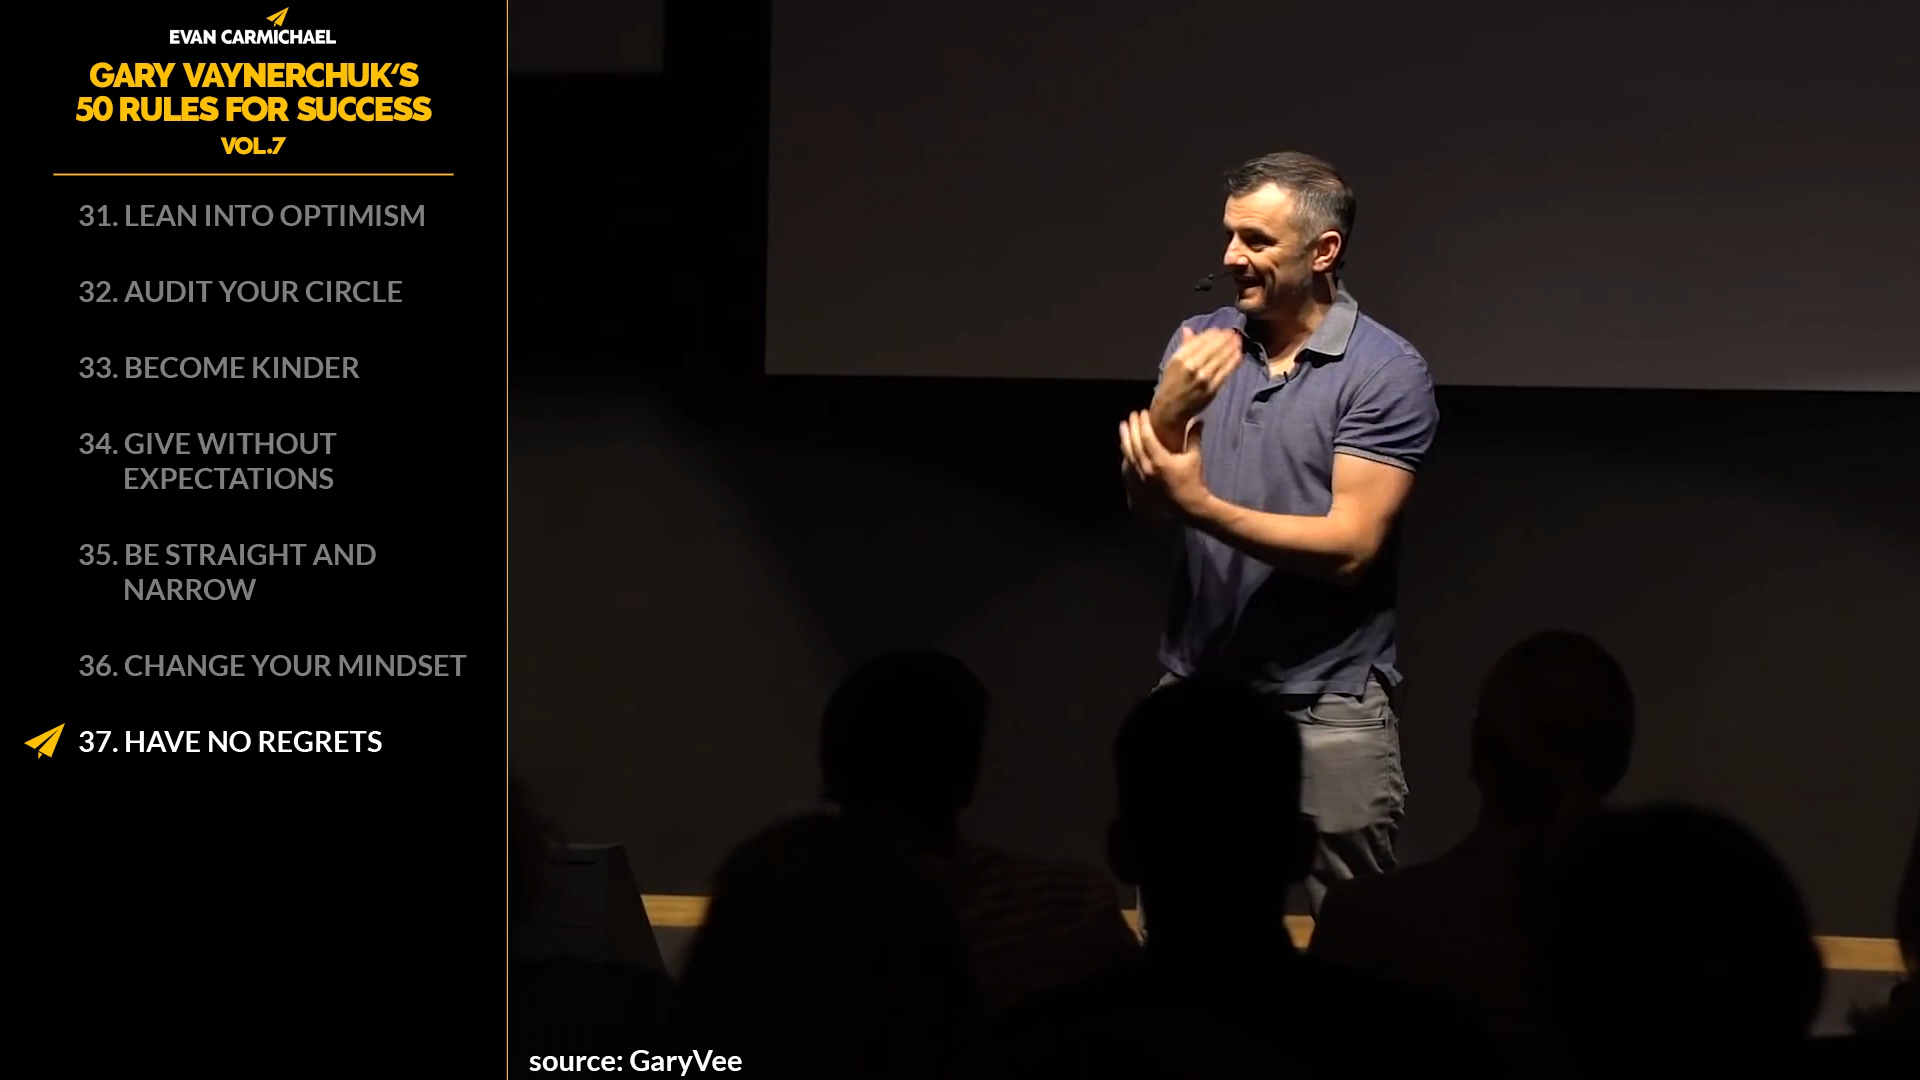 EVAN CARMICHAEL
GARY VAYNERCHUK‘S
50 RULES FOR SUCCESS
VOL.7
31. LEAN INTO OPTIMISM
32. AUDIT YOUR CIRCLE
33. BECOME KINDER
34. GIVE WITHOUT
EXPECTATIONS
35. BE STRAIGHT AND
NARROW
36. CHANGE YOUR MINDSET
37. HAVE NO REGRETS
source: GaryVee